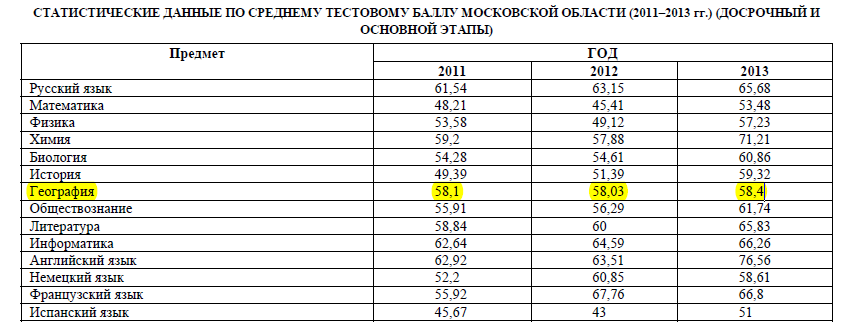 СТАТИСТИЧЕСКИЕ ДАННЫЕ ПО СРЕДНЕМУ ТЕСТОВОМУ БАЛЛУ МОСКОВСКОЙ ОБЛАСТИ (2011–2013 гг.) (ДОСРОЧНЫЙ И
ОСНОВНОЙ ЭТАПЫ)
Предмет ГОД
2011 2012 2013
Русский язык 61,54 63,15 65,68
Математика 48,21 45,41 53,48
Физика 53,58 49,12 57,23
Химия 59,2 57,88 71,21
Биология 54,28 54,61 60,86
История 49,39 51,39 59,32
География 58,1 58,03 58,4
Обществознание 55,91 56,29 61,74
Литература 58,84 60 65,83
Информатика 62,64 64,59 66,26
Английский язык 62,92 63,51 76,56
Немецкий язык 52,2 60,85 58,61
Французский язык 55,92 67,76 66,8
Испанский язык 45,67 43 51